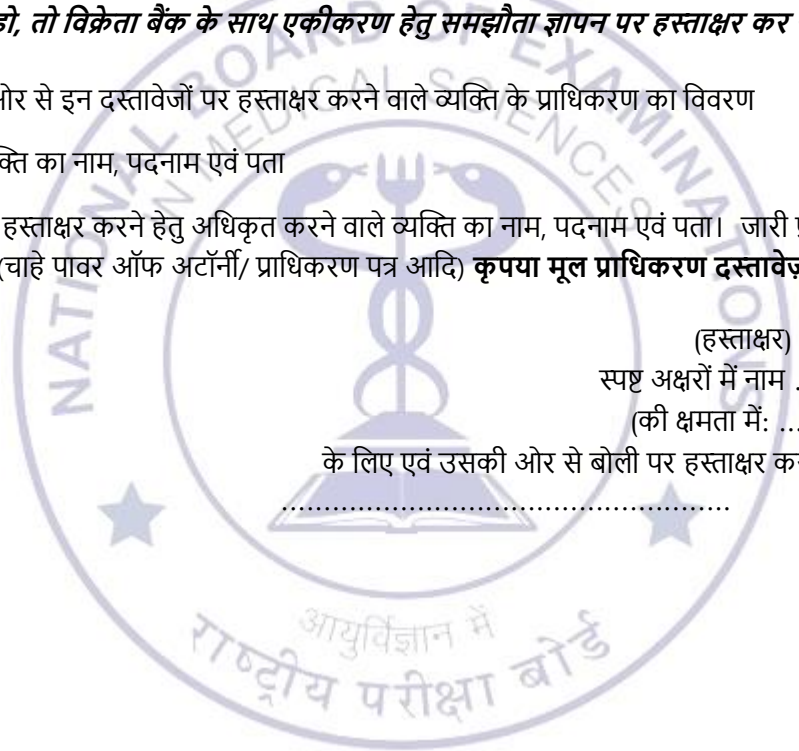 हो, तो विक्रेता बैंक के साथ एकीकरण हेतु समझौता ज्ञापन पर हस्ताक्षर कर
ओर से इन दस्तावेजों पर हस्ताक्षर करने वाले व्यक्ति के प्राधिकरण का विवरण
का नाम, पदनाम एवं पता
हस्ताक्षर करने हेतु अधिकृत करने वाले व्यक्ति का नाम, पदनाम एवं पता। जारी
(चाहे पावर ऑफ अटॉर्नी/ प्राधिकरण पत्र आदि) कृपया मूल प्राधिकरण दस्तावेज़
(हस्ताक्षर)
स्पष्ट अक्षरों में नाम ..
(की क्षमता में: ...
के लिए एवं उसकी ओर से बोली पर हस्ताक्षर
......................................................
NATIONAL BOARD OF EXAMINATIONS
IN MEDICAL SCIENCES
आयुर्विज्ञान में
राष्ट्रीय परीक्षा बोर्ड